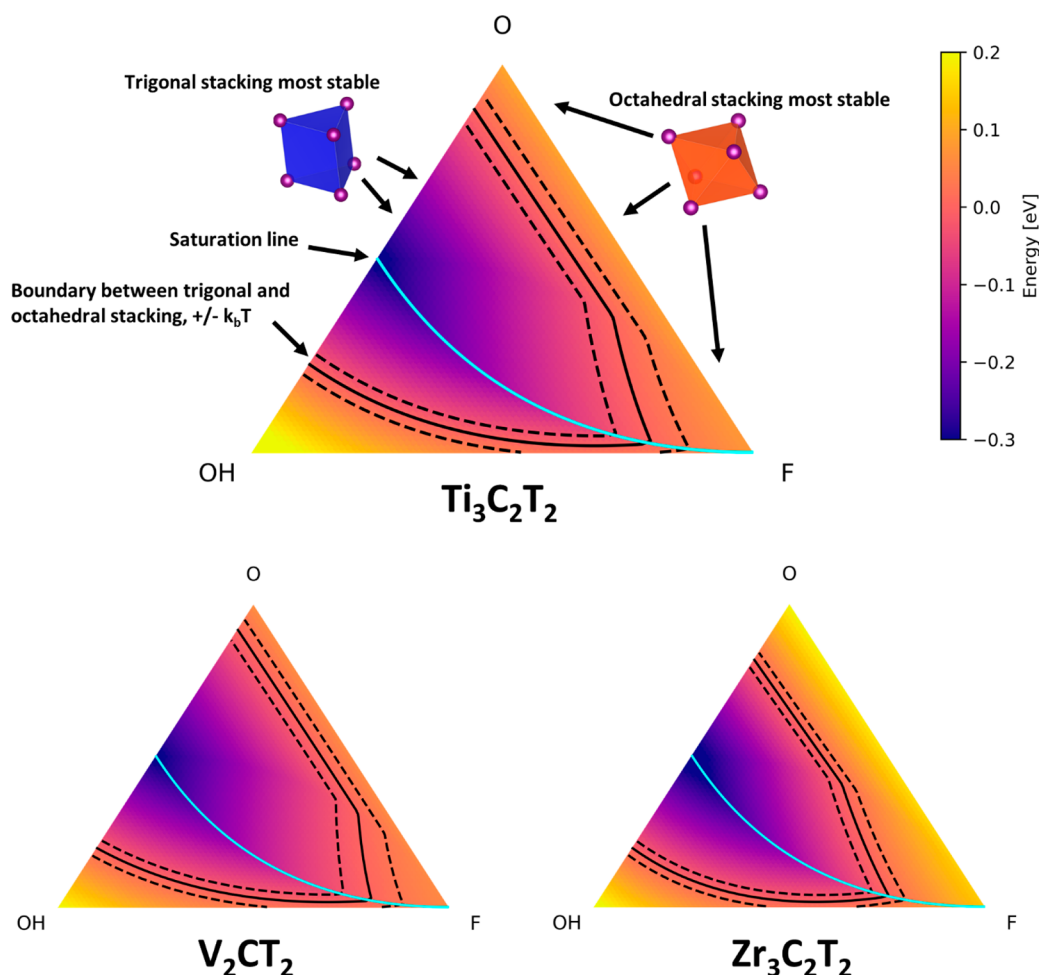 O
Trigonal stacking most stable
Octahedral stacking most stable
Saturation line
Boundary between trigonal and
octahedral stacking, +/- k_bT
OH
F
Ti₃C₂T₂
0.2
0.1
0.0
−0.1
−0.2
−0.3
Energy [eV]
O
OH
F
V₂CT₂
O
OH
F
Zr₃C₂T₂